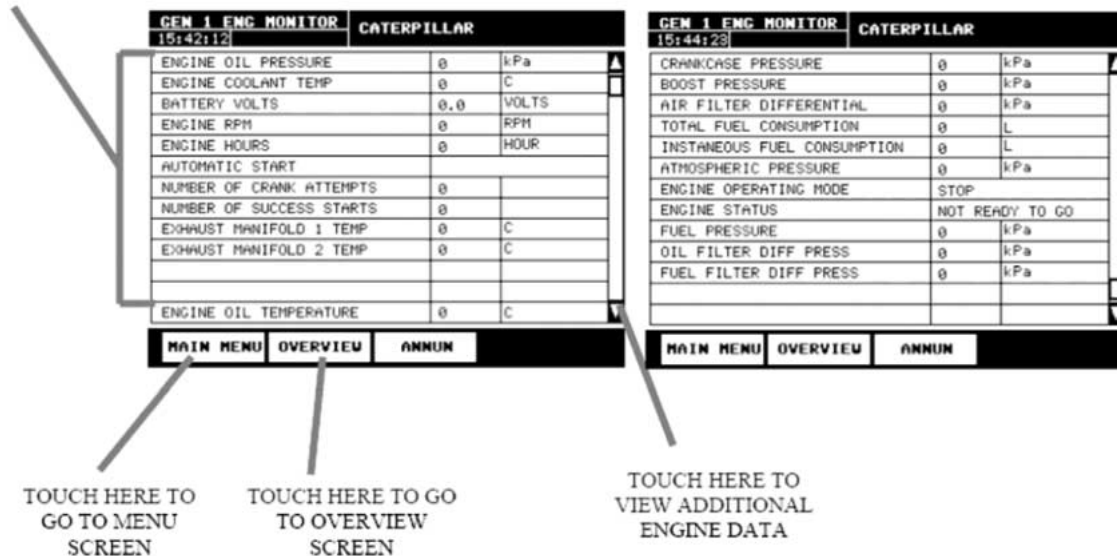 GEN 1 ENG MONITOR CATERPILLAR
15:42:12
ENGINE OIL PRESSURE 0 kPa
ENGINE COOLANT TEMP 0 C
BATTERY VOLTS 0.0 VOLTS
ENGINE RPM 0 RPM
ENGINE HOURS 0 HOUR
AUTOMATIC START
NUMBER OF CRANK ATTEMPTS 0
NUMBER OF SUCCESS STARTS 0
EXHAUST MANIFOLD 1 TEMP 0 C
EXHAUST MANIFOLD 2 TEMP 0 C
ENGINE OIL TEMPERATURE 0 C
MAIN MENU OVERVIEW ANNUN
GEN 1 ENG MONITOR CATERPILLAR
15:44:23
CRANKCASE PRESSURE 0 kPa
BOOST PRESSURE 0 kPa
AIR FILTER DIFFERENTIAL 0 kPa
TOTAL FUEL CONSUMPTION 0 L
INSTANEOUS FUEL CONSUMPTION 0 L
ATMOSPHERIC PRESSURE 0 kPa
ENGINE OPERATING MODE STOP
ENGINE STATUS NOT READY TO GO
FUEL PRESSURE 0 kPa
OIL FILTER DIFF PRESS 0 kPa
FUEL FILTER DIFF PRESS 0 kPa
MAIN MENU OVERVIEW ANNUN
TOUCH HERE TO
GO TO MENU
SCREEN
TOUCH HERE TO GO
TO OVERVIEW
SCREEN
TOUCH HERE TO
VIEW ADDITIONAL
ENGINE DATA